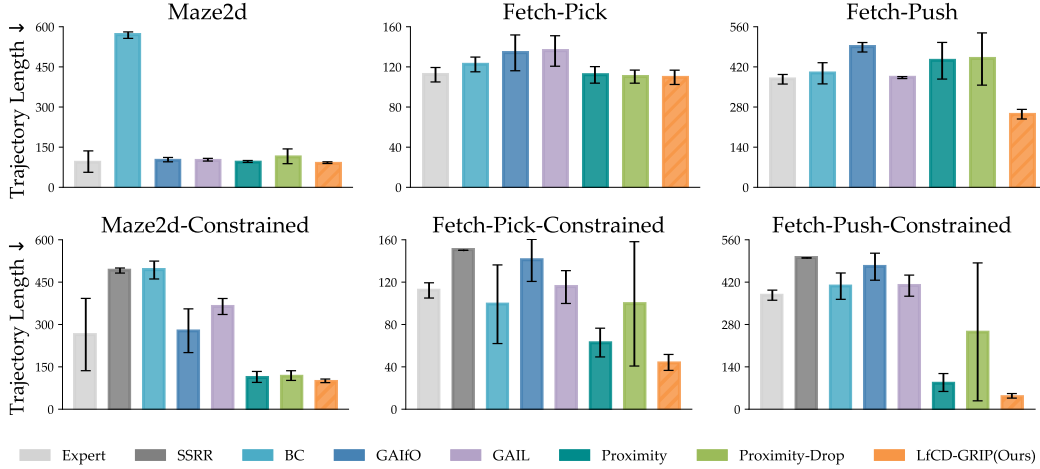 Maze2d
Fetch-Pick
Fetch-Push
Trajectory Length ↓
600
450
300
150
0
160
120
80
40
0
560
420
280
140
0
Maze2d-Constrained
Fetch-Pick-Constrained
Fetch-Push-Constrained
Trajectory Length ↓
600
450
300
150
0
160
120
80
40
0
560
420
280
140
0
Expert
SSRR
BC
GAIfO
GAIL
Proximity
Proximity-Drop
LfCD-GRIP(Ours)